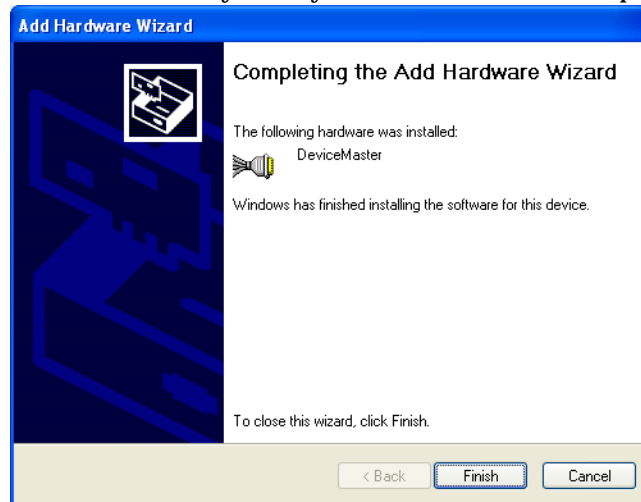 Add Hardware Wizard
Completing the Add Hardware Wizard
The following hardware was installed:
DeviceMaster
Windows has finished installing the software for this device.
To close this wizard, click Finish.
< Back Finish Cancel